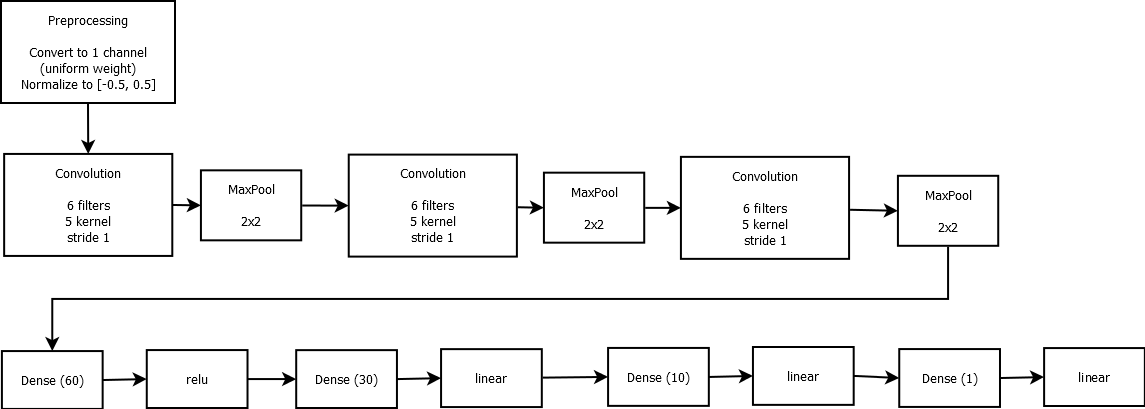 Preprocessing
Convert to 1 channel
(uniform weight)
Normalize to [-0.5, 0.5]
Convolution
6 filters
5 kernel
stride 1
MaxPool
2x2
Convolution
6 filters
5 kernel
stride 1
MaxPool
2x2
Convolution
6 filters
5 kernel
stride 1
MaxPool
2x2
Dense (60)
relu
Dense (30)
linear
Dense (10)
linear
Dense (1)
linear